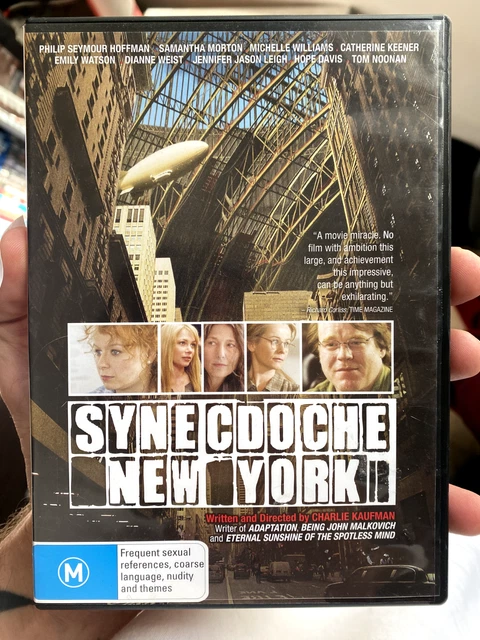 PHILIP SEYMOUR HOFFMAN SAMANTHA MORTON MICHELLE WILLIAMS CATHERINE KEENER
EMILY WATSON DIANNE WEIST JENNIFER JASON LEIGH HOPE DAVIS TOM NOONAN
"A movie miracle. No
film with ambition this
large, and achievement
this impressive,
can be anything but
exhilarating."
– Richard Corliss, TIME MAGAZINE
SYNECDOCHE
NEW YORK
Written and Directed by CHARLIE KAUFMAN
Writer of ADAPTATION, BEING JOHN MALKOVICH
and ETERNAL SUNSHINE OF THE SPOTLESS MIND
M
Frequent sexual
references, coarse
language, nudity
and themes